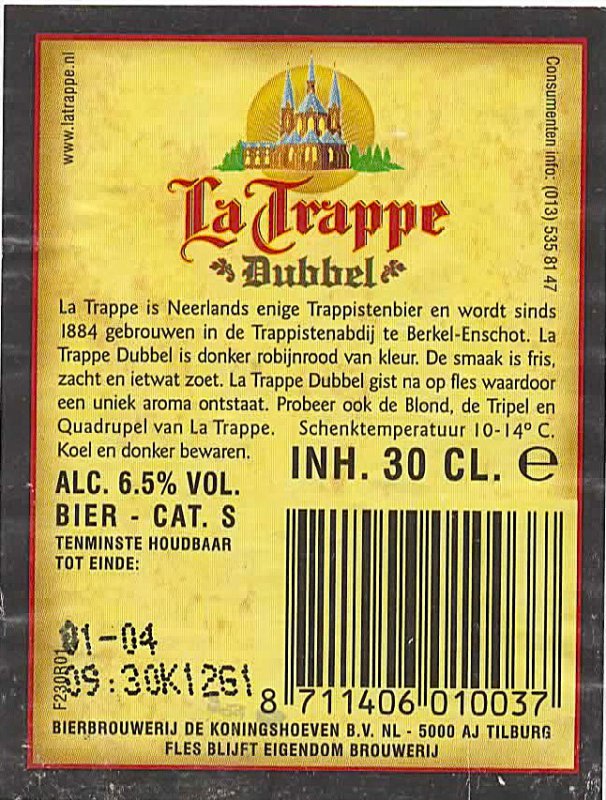 www.latrappe.nl
Consumenten info: (013) 535 81 47
La Trappe
Dubbel
La Trappe is Neerlands enige Trappistenbier en wordt sinds
1884 gebrouwen in de Trappistenabdij te Berkel-Enschot. La
Trappe Dubbel is donker robijnrood van kleur. De smaak is fris,
zacht en ietwat zoet. La Trappe Dubbel gist na op fles waardoor
een uniek aroma ontstaat. Probeer ook de Blond, de Tripel en
Quadrupel van La Trappe. Schenktemperatuur 10-14° C.
Koel en donker bewaren.
INH. 30 CL. e
ALC. 6.5% VOL.
BIER - CAT. S
TENMINSTE HOUDBAAR
TOT EINDE:
01-04
09:30K1261
F230R01
8 711406 010037
BIERBROUWERIJ DE KONINGSHOEVEN B.V. NL - 5000 AJ TILBURG
FLES BLIJFT EIGENDOM BROUWERIJ